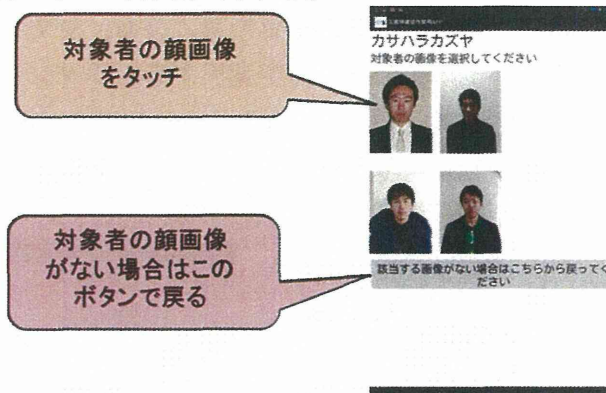 対象者の顔画像
をタッチ
カサハラカズヤ
対象者の画像を選択してください
対象者の顔画像
がない場合はこの
ボタンで戻る
該当する画像がない場合はこちらから戻ってく
ださい